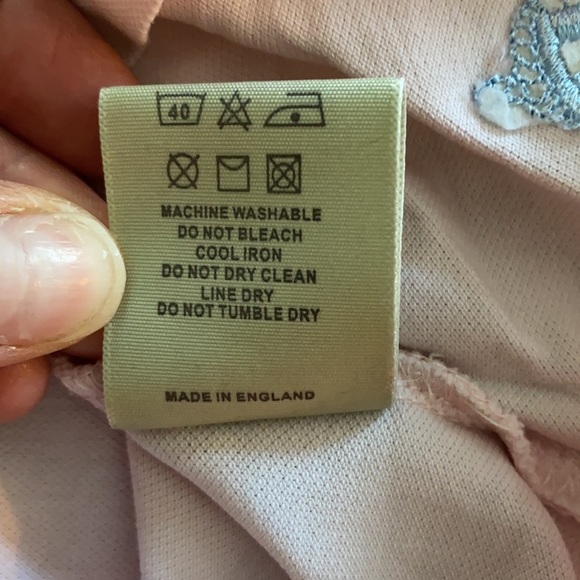 40
MACHINE WASHABLE
DO NOT BLEACH
COOL IRON
DO NOT DRY CLEAN
LINE DRY
DO NOT TUMBLE DRY
MADE IN ENGLAND